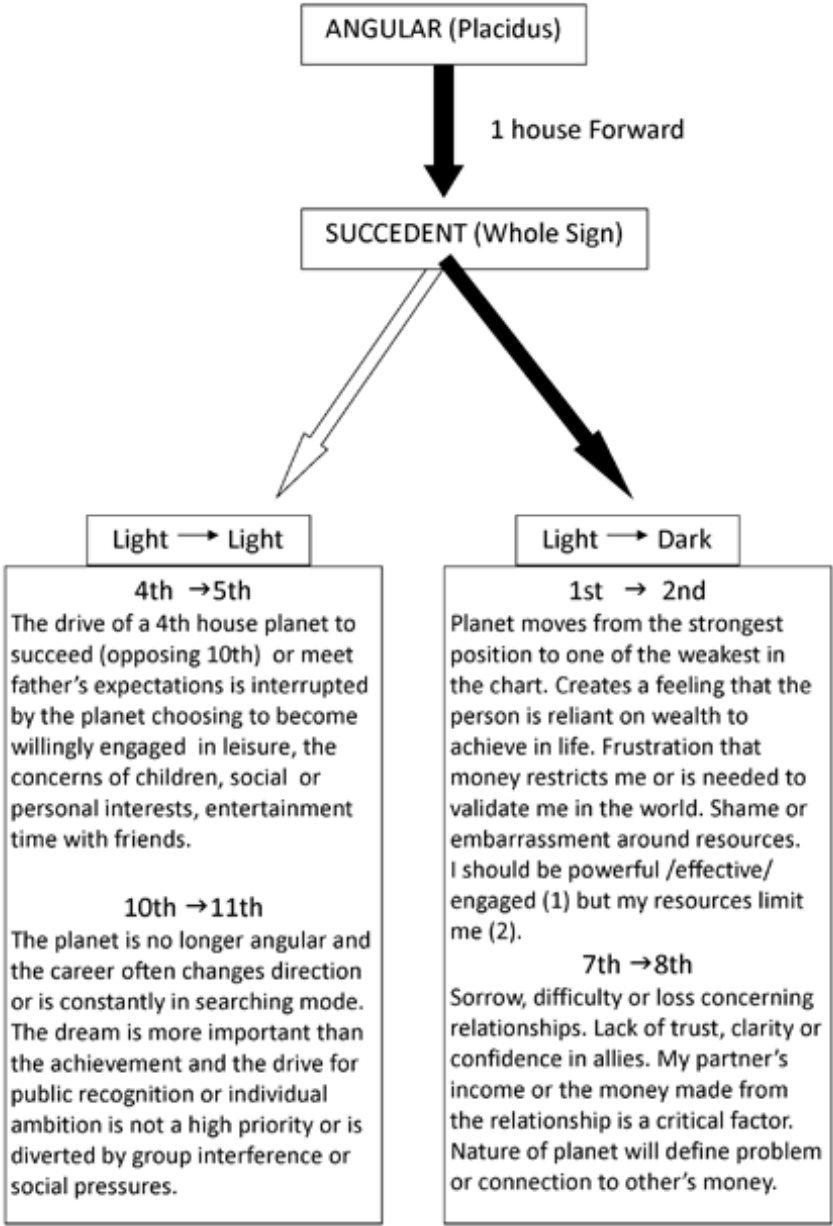 ANGULAR (Placidus)
1 house Forward
SUCCEDENT (Whole Sign)
Light → Light
4th →5th
The drive of a 4th house planet to
succeed (opposing 10th) or meet
father's expectations is interrupted
by the planet choosing to become
willingly engaged in leisure, the
concerns of children, social or
personal interests, entertainment
time with friends.
10th →11th
The planet is no longer angular and
the career often changes direction
or is constantly in searching mode.
The dream is more important than
the achievement and the drive for
public recognition or individual
ambition is not a high priority or is
diverted by group interference or
social pressures.
Light → Dark
1st → 2nd
Planet moves from the strongest
position to one of the weakest in
the chart. Creates a feeling that the
person is reliant on wealth to
achieve in life. Frustration that
money restricts me or is needed to
validate me in the world. Shame or
embarrassment around resources.
I should be powerful /effective/
engaged (1) but my resources limit
me (2).
7th →8th
Sorrow, difficulty or loss concerning
relationships. Lack of trust, clarity or
confidence in allies. My partner's
income or the money made from
the relationship is a critical factor.
Nature of planet will define problem
or connection to other's money.